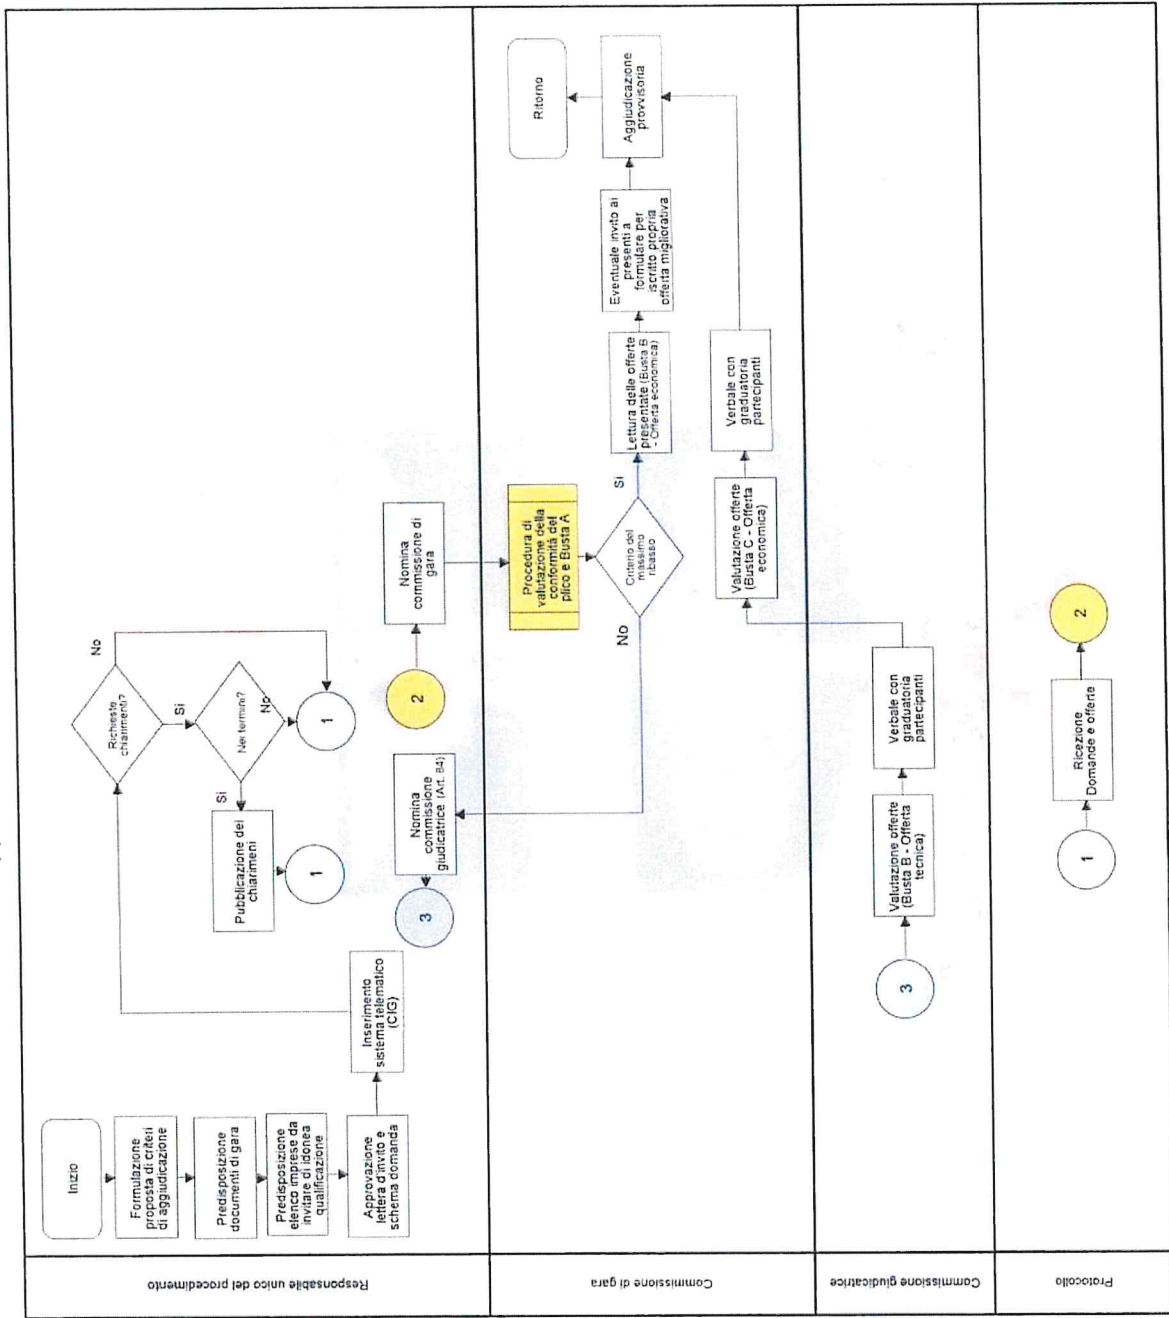 Responsabile unico del procedimento
Inizio
Formulazione
proposta di criteri
di aggiudicazione
Predisposizione
documenti di gara
Predisposizione
elenco imprese da
invitare di idonea
qualificazione
Approvazione
lettera d'invito e
schema domanda
Inserimento
sistema telematico
(CIG)
Richieste
chiarimenti?
No
Si
Nei termini?
No
Si
1
Pubblicazione dei
chiarimeni
1
2
Nomina
commissione di
gara
Nomina
commissione
giudicatrice (Art. 84)
3
Commissione di gara
Procedura di
valutazione della
conformità del
plico e Busta A
Criterio del
massimo
ribasso
No
Si
Lettura delle offerte
presentate (Busta B
- Offerta economica)
Eventuale invito ai
presenti a
formulare per
iscritto propria
offerta migliorativa
Aggiudicazione
provvisoria
Ritorno
Valutazione offerte
(Busta C - Offerta
economica)
Verbale con
graduatoria
partecipanti
Commissione giudicatrice
3
Valutazione offerte
(Busta B - Offerta
tecnica)
Verbale con
graduatoria
partecipanti
Protocollo
1
Ricezione
Domande e offerte
2